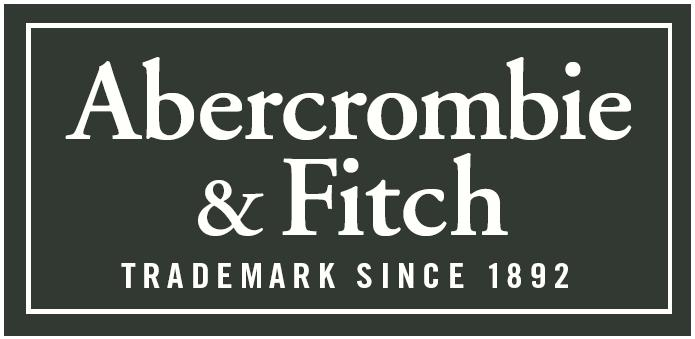 Abercrombie
& Fitch
TRADEMARK SINCE 1892